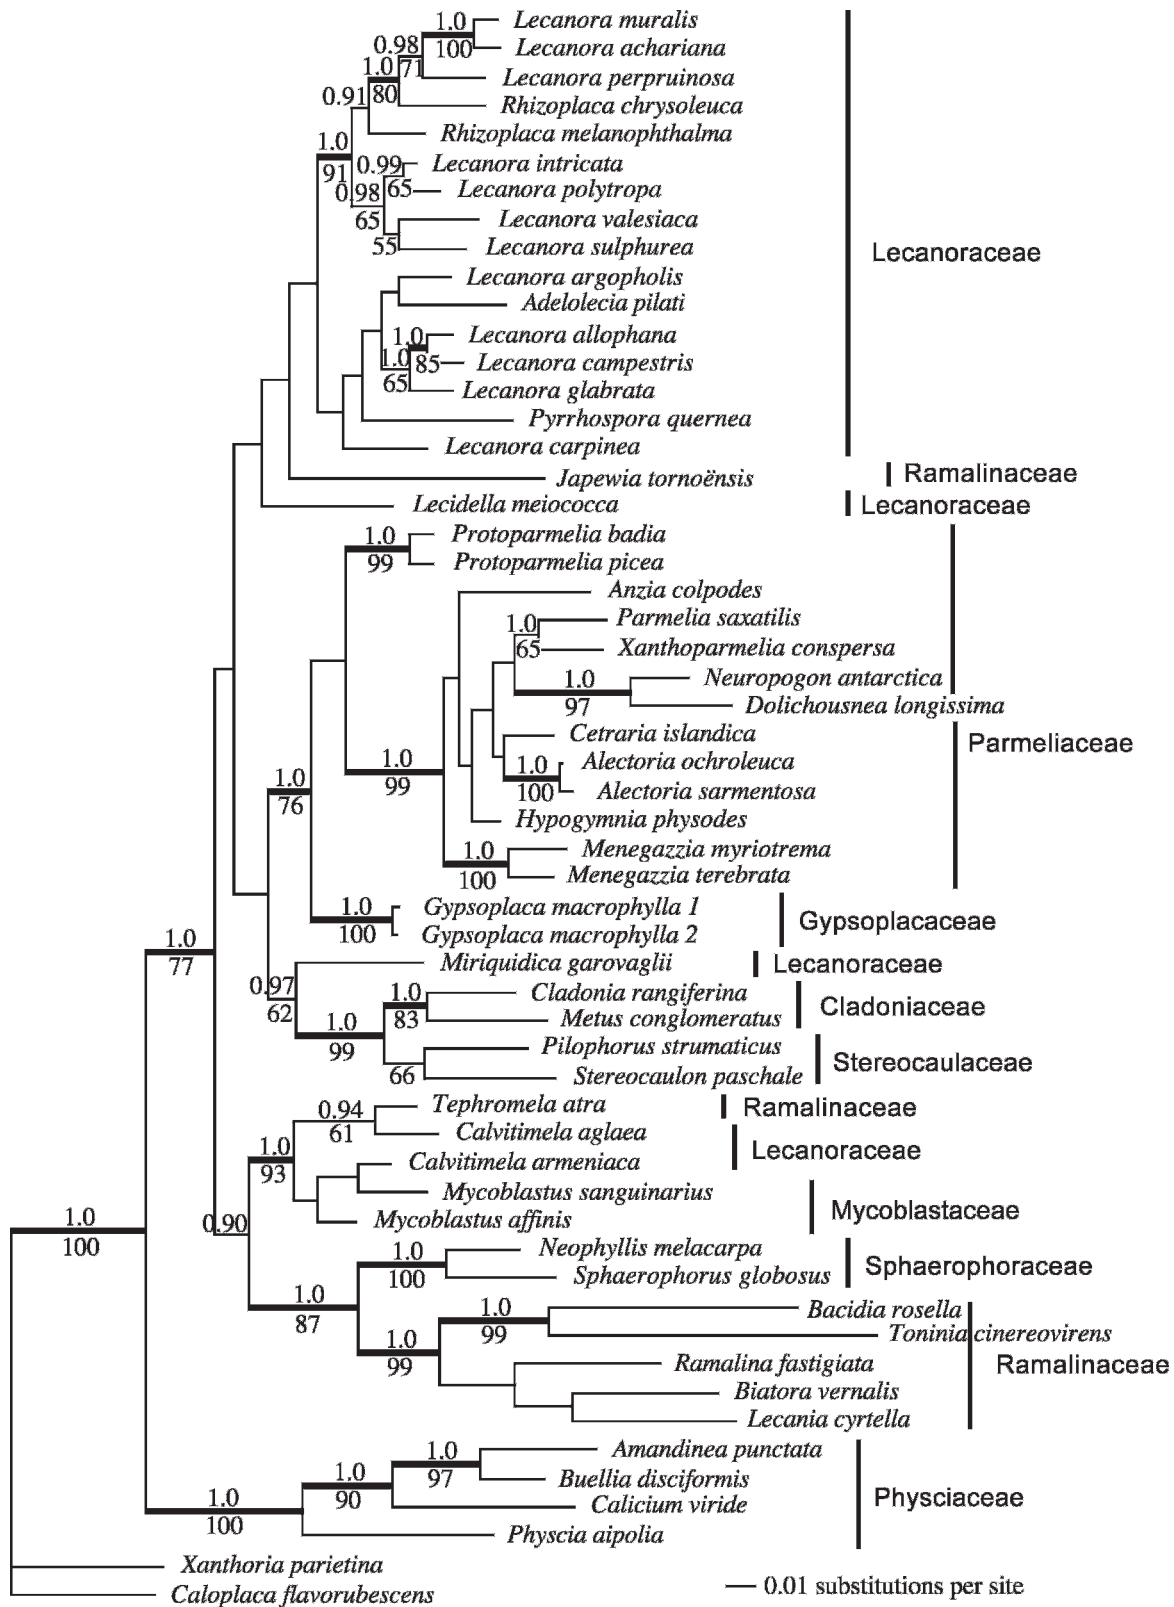 1.0 Lecanora muralis
0.98 100 Lecanora achariana
1.0 71 Lecanora perpruinosa
0.91 80 Rhizoplaca chrysoleuca
1.0 Rhizoplaca melanophthalma
91 0.99 Lecanora intricata
0.98 65 Lecanora polytropa
65 Lecanora valesiaca
55 Lecanora sulphurea
Lecanoraceae
Lecanora argopholis
Adelolecia pilati
1.0 Lecanora allophana
1.0 85 Lecanora campestris
65 Lecanora glabrata
Pyrrhospora quernea
Lecanora carpinea
Japewia tornoënsis Ramalinaceae
Lecidella meiococca Lecanoraceae
1.0 Protoparmelia badia
99 Protoparmelia picea
Anzia colpodes
1.0 Parmelia saxatilis
65 Xanthoparmelia conspersa
1.0 Neuropogon antarctica
97 Dolichousnea longissima
Cetraria islandica
Parmeliaceae
1.0 1.0 Alectoria ochroleuca
99 100 Alectoria sarmentosa
1.0
76
Hypogymnia physodes
1.0 Menegazzia myriotrema
100 Menegazzia terebrata
1.0 Gypsoplaca macrophylla 1
Gypsoplacaceae
100 Gypsoplaca macrophylla 2
1.0
77
Miriquidica garovaglii Lecanoraceae
0.97 1.0 Cladonia rangiferina
Cladoniaceae
62 1.0 83 Metus conglomeratus
99 Pilophorus strumaticus
Stereocaulaceae
66 Stereocaulon paschale
0.94 Tephromela atra Ramalinaceae
61 Calvitimela aglaea
1.0 Lecanoraceae
93 Calvitimela armeniaca
Mycoblastus sanguinarius
Mycoblastaceae
0.90 Mycoblastus affinis
1.0
100
1.0 Neophyllis melacarpa
Sphaerophoraceae
100 Sphaerophorus globosus
1.0 1.0 Bacidia rosella
87 99 Toninia cinereovirens
1.0
99 Ramalina fastigiata
Ramalinaceae
Biatora vernalis
Lecania cyrtella
1.0 Amandinea punctata
1.0 97 Buellia disciformis
90 Physciaceae
1.0 Calicium viride
100 Physcia aipolia
Xanthoria parietina
Caloplaca flavorubescens
0.01 substitutions per site